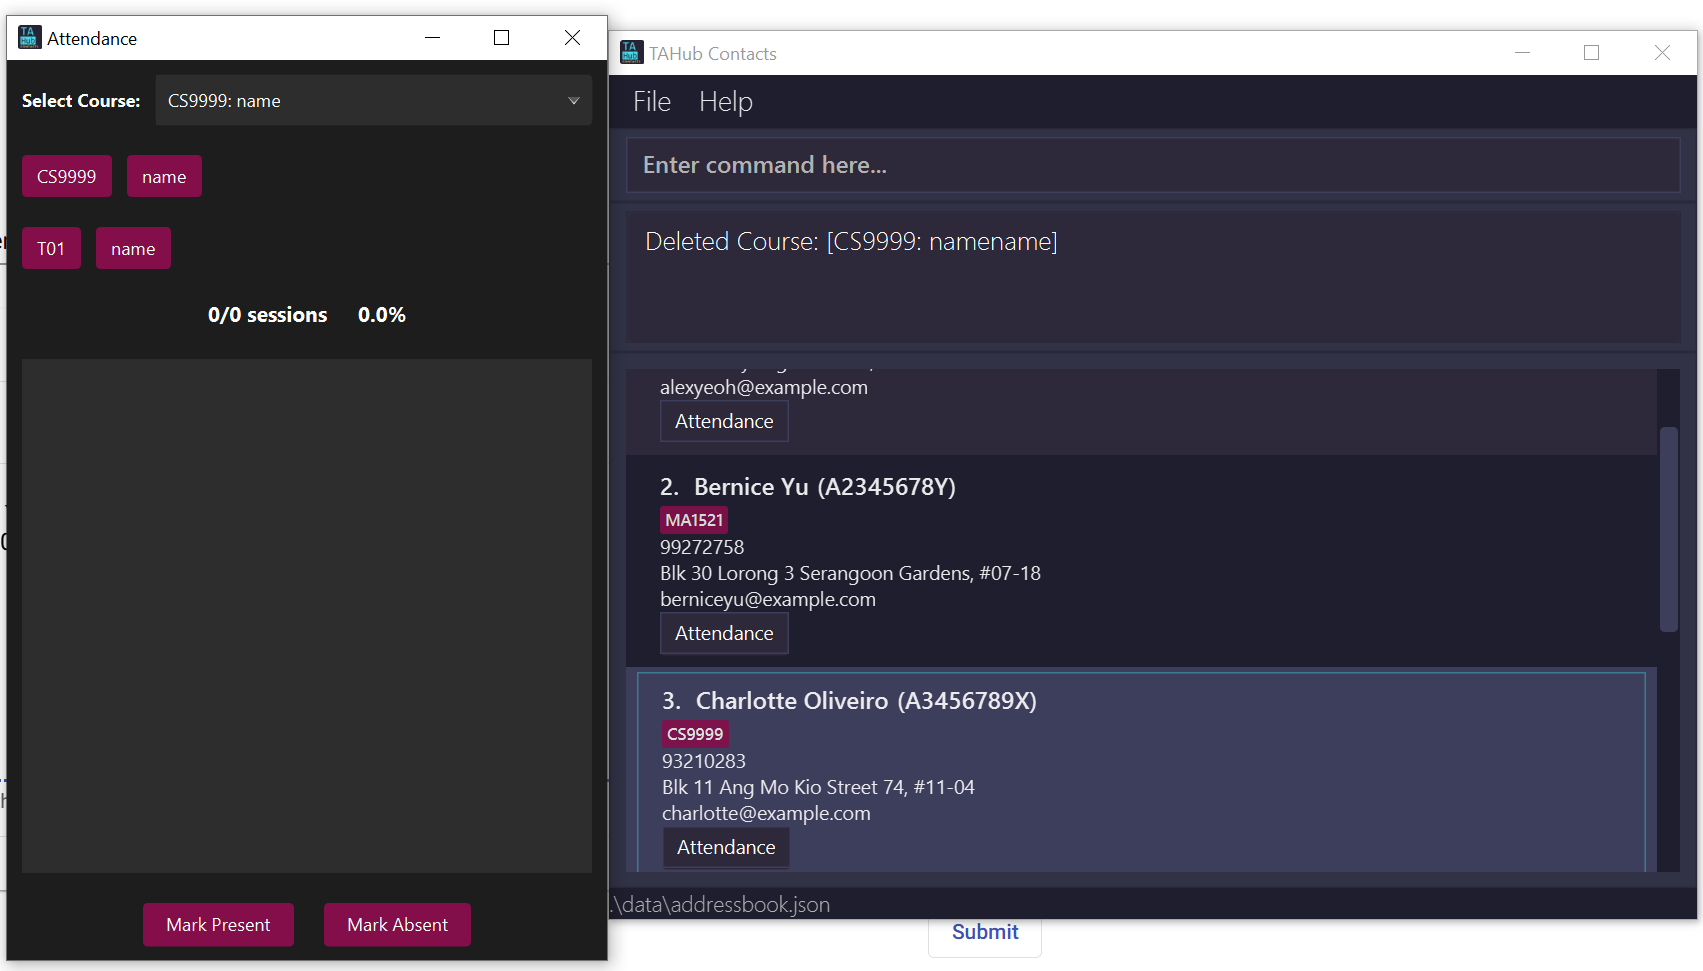 Attendance
Select Course: CS9999: name
CS9999 name
T01 name
0/0 sessions 0.0%
Mark Present Mark Absent
TAHub Contacts
File Help
Enter command here...
Deleted Course: [CS9999: namename]
alexyeoh@example.com
Attendance
2. Bernice Yu (A2345678Y)
MA1521
99272758
Blk 30 Lorong 3 Serangoon Gardens, #07-18
berniceyu@example.com
Attendance
3. Charlotte Oliveiro (A3456789X)
CS9999
93210283
Blk 11 Ang Mo Kio Street 74, #11-04
charlotte@example.com
Attendance
.\data\addressbook.json
Submit